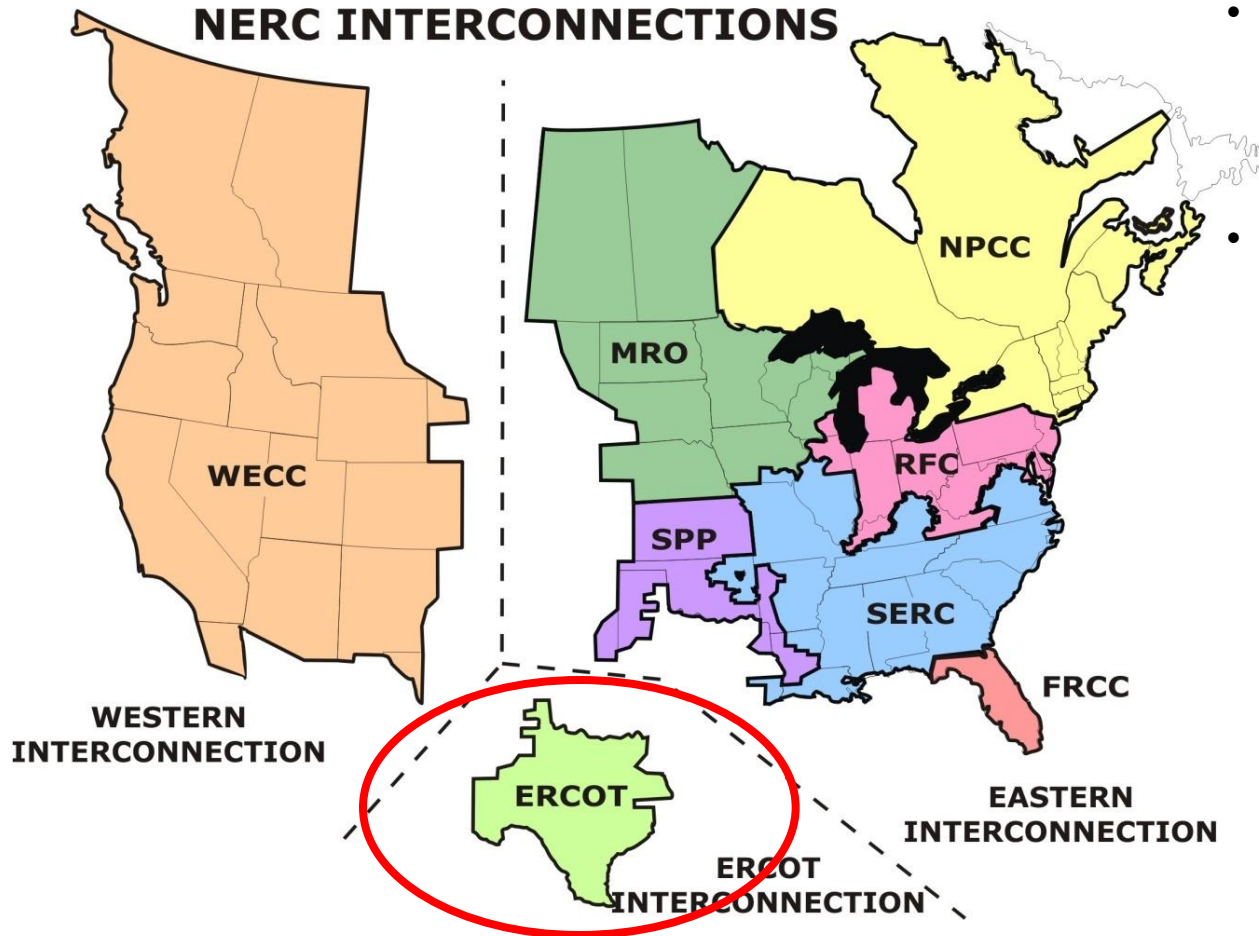 NERC INTERCONNECTIONS
NPCC
MRO
RFC
WECC
SPP
SERC
FRCC
WESTERN
INTERCONNECTION
ERCOT
EASTERN
INTERCONNECTION
ERCOT
INTERCONNECTION